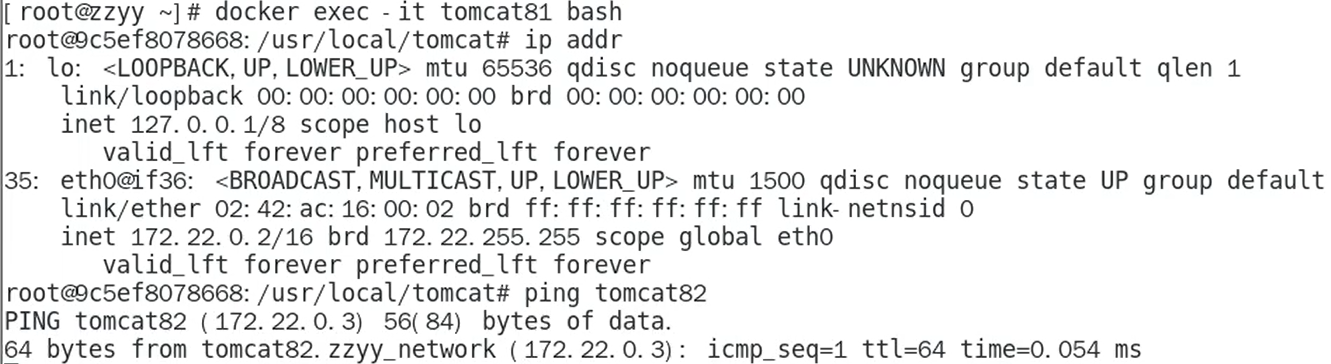 [root@zzyy ~]# docker exec -it tomcat81 bash
root@9c5ef8078668:/usr/local/tomcat# ip addr
1: lo: <LOOPBACK,UP,LOWER_UP> mtu 65536 qdisc noqueue state UNKNOWN group default qlen 1
    link/loopback 00:00:00:00:00:00 brd 00:00:00:00:00:00
    inet 127.0.0.1/8 scope host lo
       valid_lft forever preferred_lft forever
35: eth0@if36: <BROADCAST,MULTICAST,UP,LOWER_UP> mtu 1500 qdisc noqueue state UP group default
    link/ether 02:42:ac:16:00:02 brd ff:ff:ff:ff:ff:ff link-netnsid 0
    inet 172.22.0.2/16 brd 172.22.255.255 scope global eth0
       valid_lft forever preferred_lft forever
root@9c5ef8078668:/usr/local/tomcat# ping tomcat82
PING tomcat82 (172.22.0.3) 56(84) bytes of data.
64 bytes from tomcat82.zzyy_network (172.22.0.3): icmp_seq=1 ttl=64 time=0.054 ms